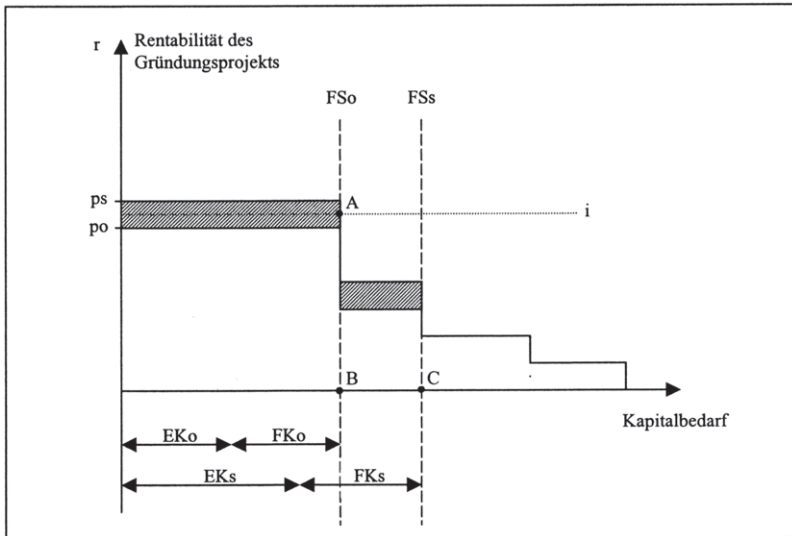 r
Rentabilität des
Gründungsprojekts
FSo
FSs
ps
A
i
po
B
C
Kapitalbedarf
EKo
FKo
EKs
FKs